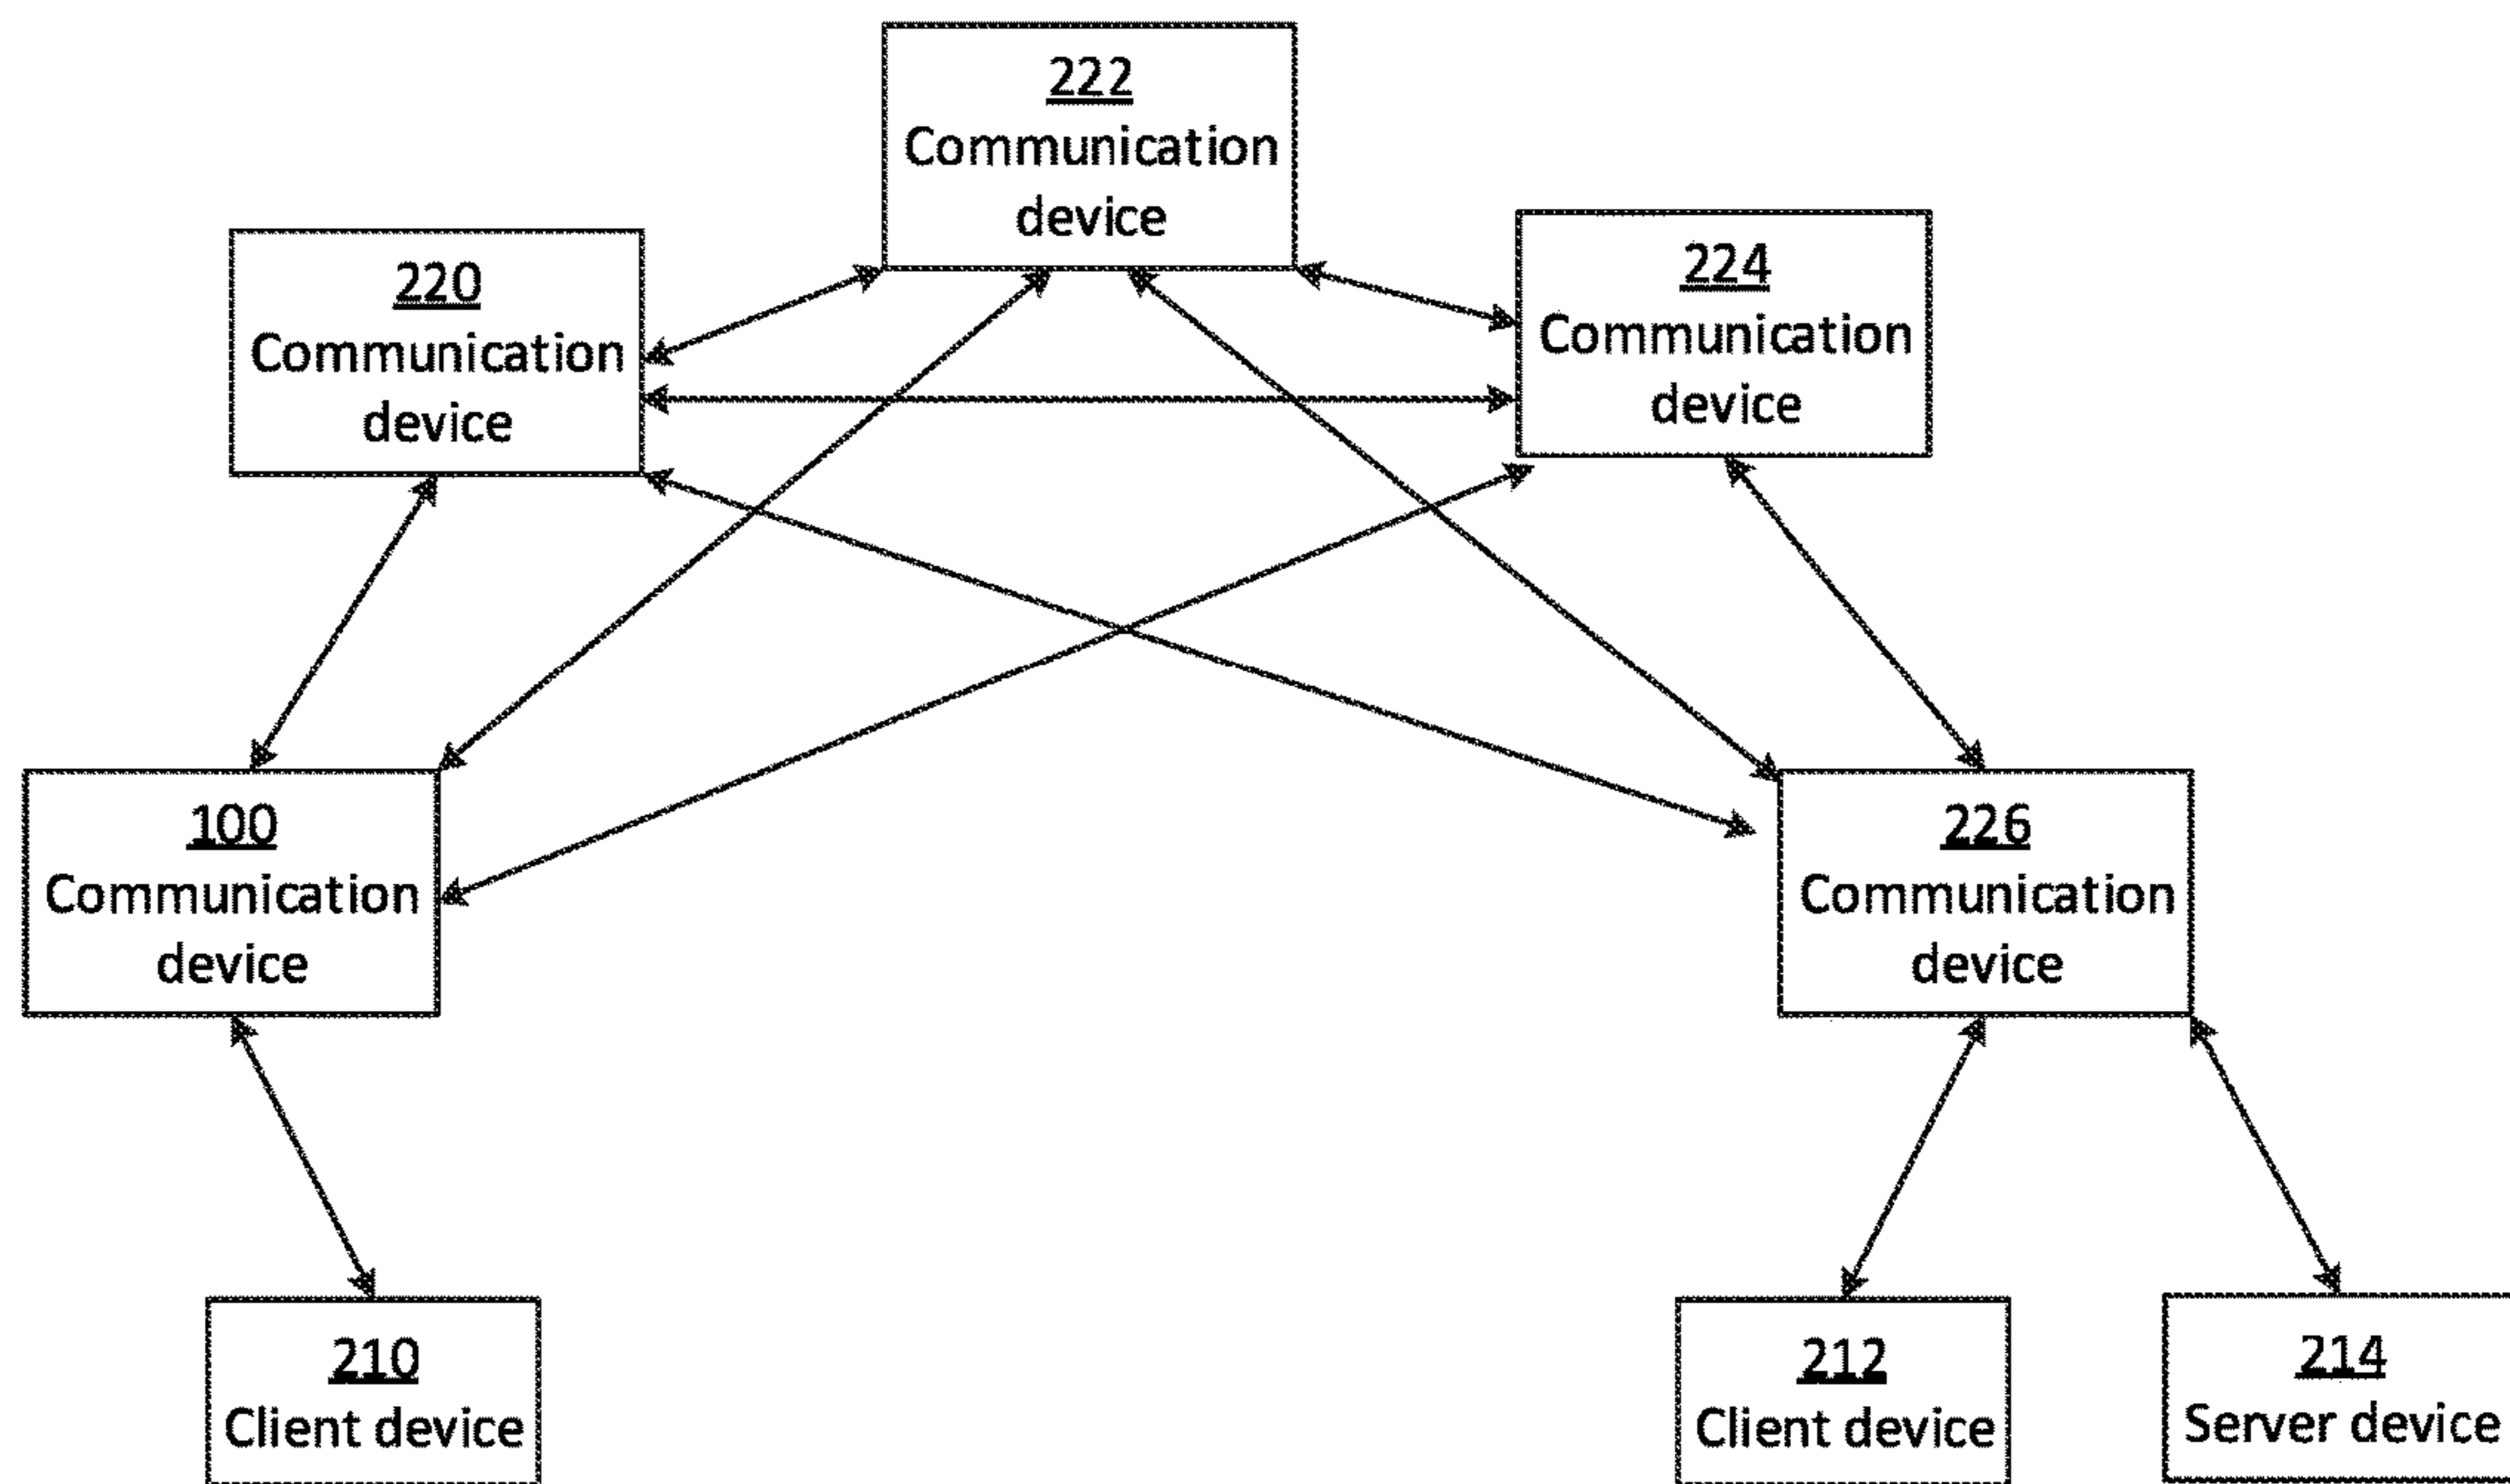 222
Communication
device
220
Communication
device
224
Communication
device
100
Communication
device
226
Communication
device
210
Client device
212
Client device
214
Server device